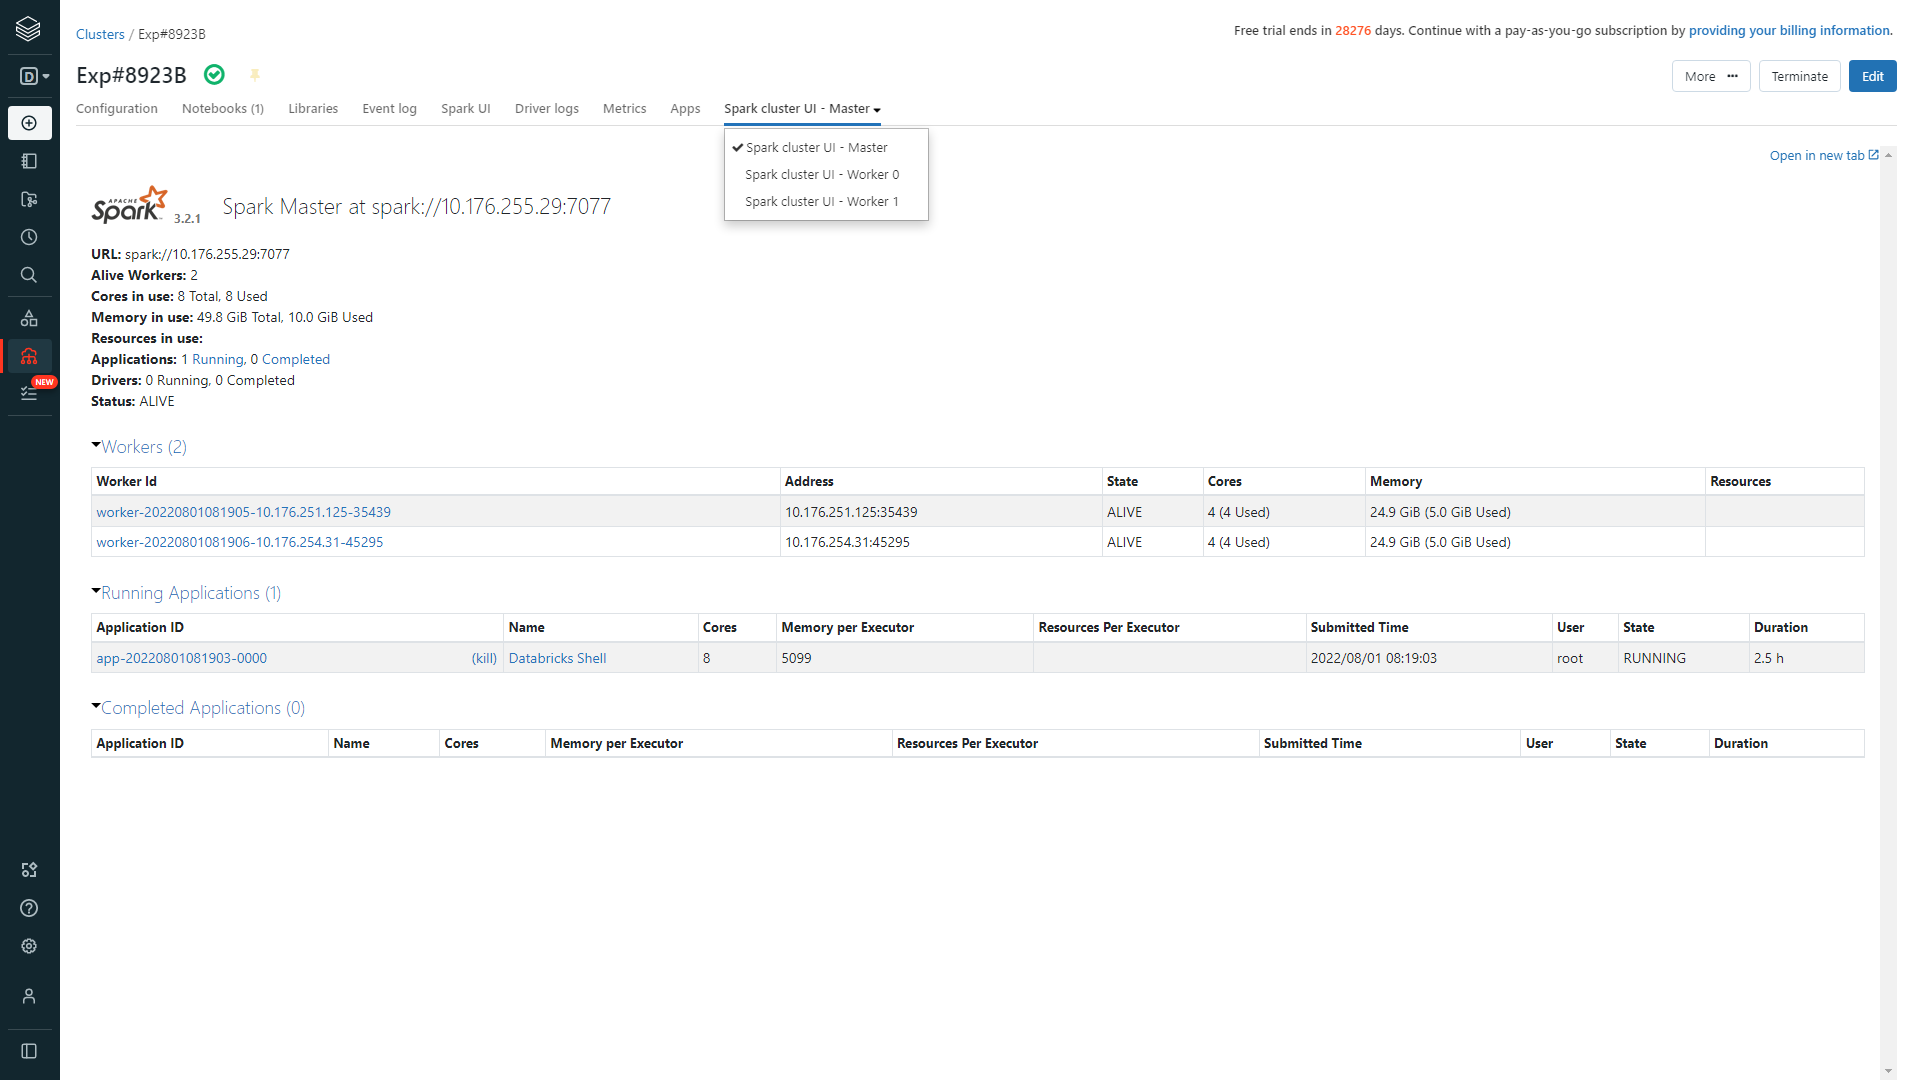 Clusters / Exp#8923B
Free trial ends in 28276 days. Continue with a pay-as-you-go subscription by providing your billing information.
D
Exp#8923B
More ••• Terminate Edit
Configuration Notebooks (1) Libraries Event log Spark UI Driver logs Metrics Apps Spark cluster UI - Master
Spark cluster UI - Master
Spark cluster UI - Worker 0
Spark cluster UI - Worker 1
Open in new tab
APACHE Spark 3.2.1 Spark Master at spark://10.176.255.29:7077
URL: spark://10.176.255.29:7077
Alive Workers: 2
Cores in use: 8 Total, 8 Used
Memory in use: 49.8 GiB Total, 10.0 GiB Used
Resources in use:
Applications: 1 Running, 0 Completed
Drivers: 0 Running, 0 Completed
Status: ALIVE
NEW
Workers (2)
Worker Id Address State Cores Memory Resources
worker-20220801081905-10.176.251.125-35439 10.176.251.125:35439 ALIVE 4 (4 Used) 24.9 GiB (5.0 GiB Used)
worker-20220801081906-10.176.254.31-45295 10.176.254.31:45295 ALIVE 4 (4 Used) 24.9 GiB (5.0 GiB Used)
Running Applications (1)
Application ID Name Cores Memory per Executor Resources Per Executor Submitted Time User State Duration
app-20220801081903-0000 (kill) Databricks Shell 8 5099 2022/08/01 08:19:03 root RUNNING 2.5 h
Completed Applications (0)
Application ID Name Cores Memory per Executor Resources Per Executor Submitted Time User State Duration